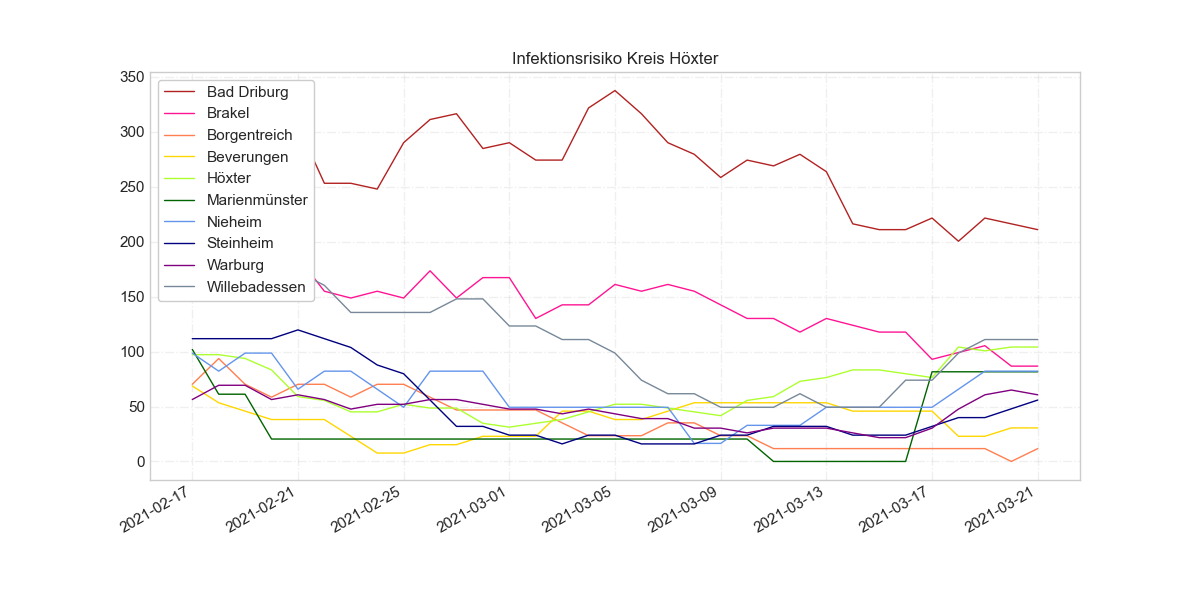 Infektionsrisiko Kreis Höxter
350
300
250
200
150
100
50
0
Bad Driburg
Brakel
Borgentreich
Beverungen
Höxter
Marienmünster
Nieheim
Steinheim
Warburg
Willebadessen
2021-02-17
2021-02-21
2021-02-25
2021-03-01
2021-03-05
2021-03-09
2021-03-13
2021-03-17
2021-03-21